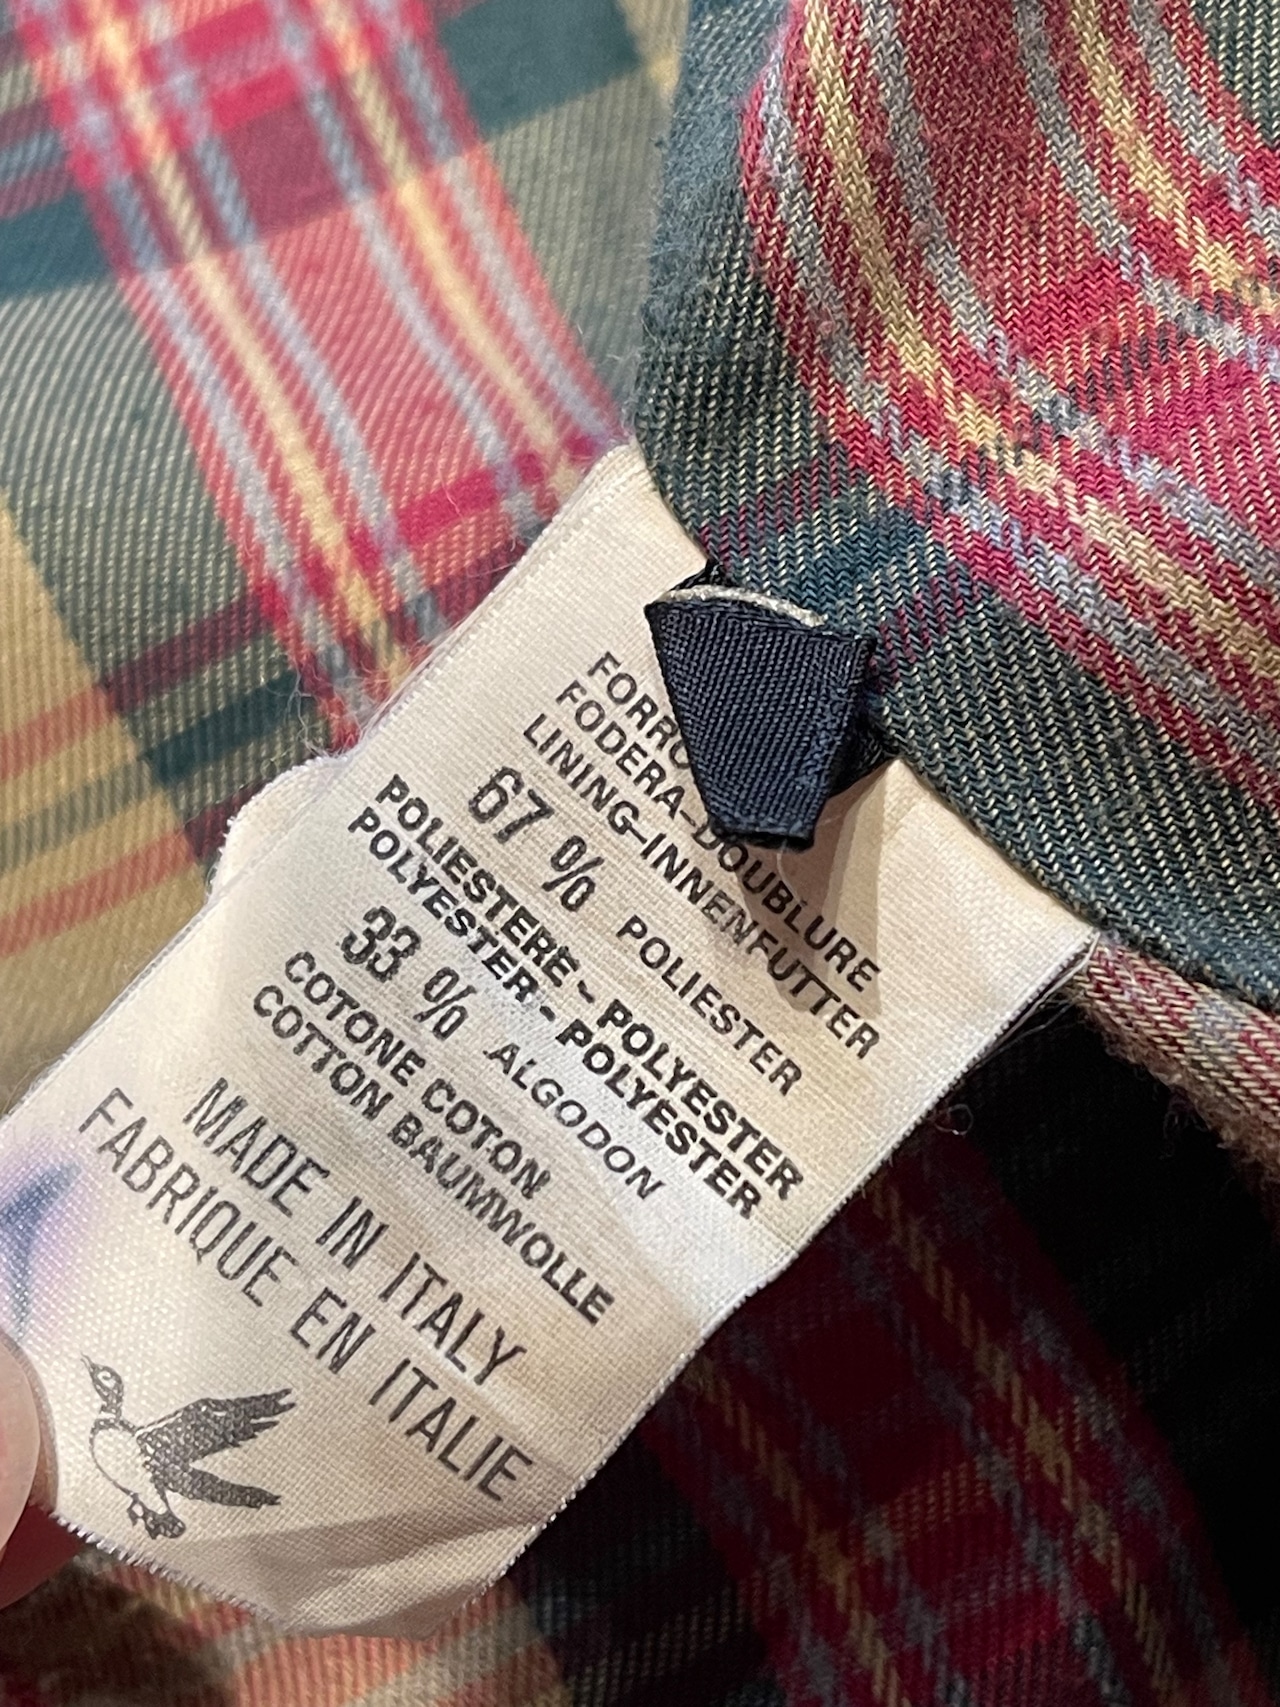 FORRO
FODERA-DOUBLURE
LINING-INNENFUTTER
67 % POLIESTER
POLIESTERE - POLYESTER
POLYESTER - POLYESTER
33 % ALGODON
COTONE COTON
COTTON BAUMWOLLE
MADE IN ITALY
FABRIQUE EN ITALIE